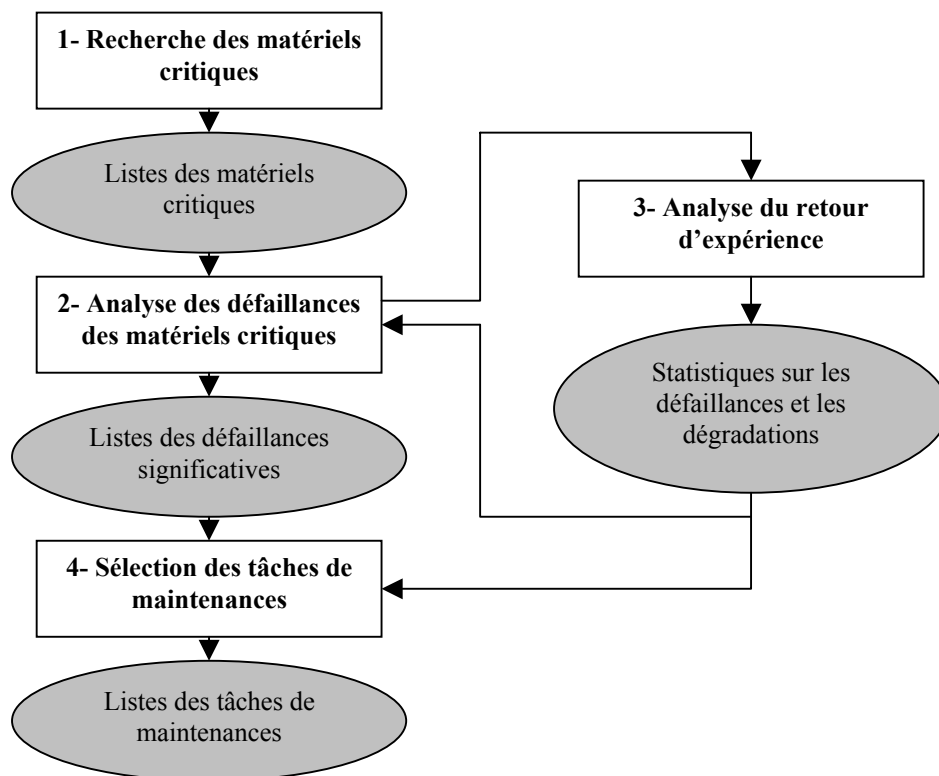 1- Recherche des matériels
critiques
Listes des matériels
critiques
2- Analyse des défaillances
des matériels critiques
3- Analyse du retour
d’expérience
Statistiques sur les
défaillances et les
dégradations
Listes des défaillances
significatives
4- Sélection des tâches de
maintenances
Listes des tâches de
maintenances